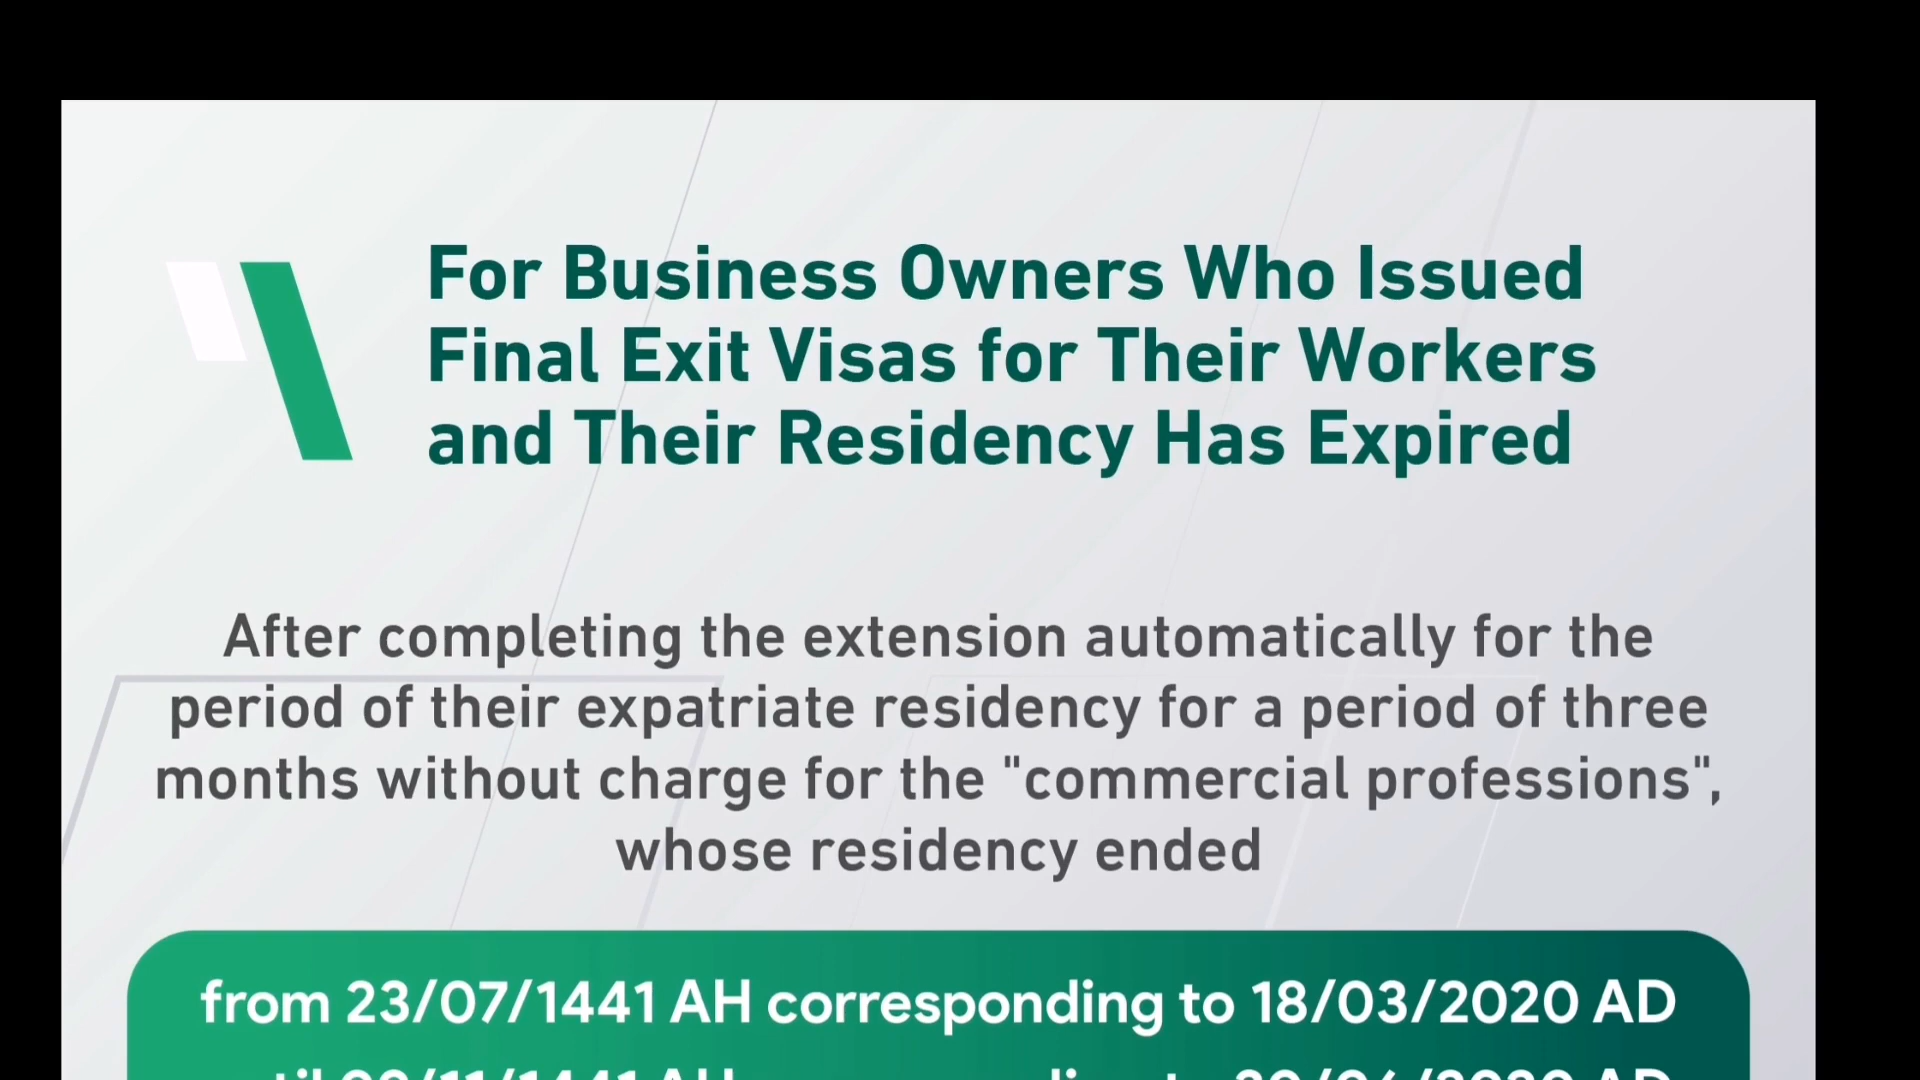 For Business Owners Who Issued
Final Exit Visas for Their Workers
and Their Residency Has Expired
After completing the extension automatically for the
period of their expatriate residency for a period of three
months without charge for the "commercial professions",
whose residency ended
from 23/07/1441 AH corresponding to 18/03/2020 AD